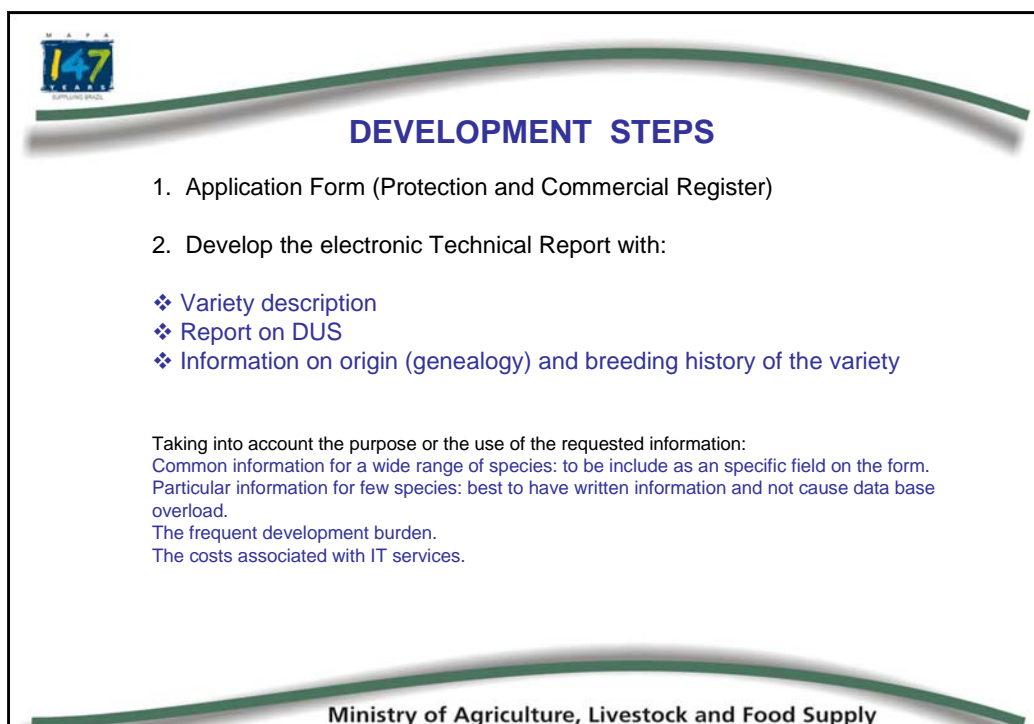 M A P A
147
YEARS
SUPPLYING BRAZIL
DEVELOPMENT STEPS
1. Application Form (Protection and Commercial Register)
2. Develop the electronic Technical Report with:
❖ Variety description
❖ Report on DUS
❖ Information on origin (genealogy) and breeding history of the variety
Taking into account the purpose or the use of the requested information:
Common information for a wide range of species: to be include as an specific field on the form.
Particular information for few species: best to have written information and not cause data base
overload.
The frequent development burden.
The costs associated with IT services.
Ministry of Agriculture, Livestock and Food Supply